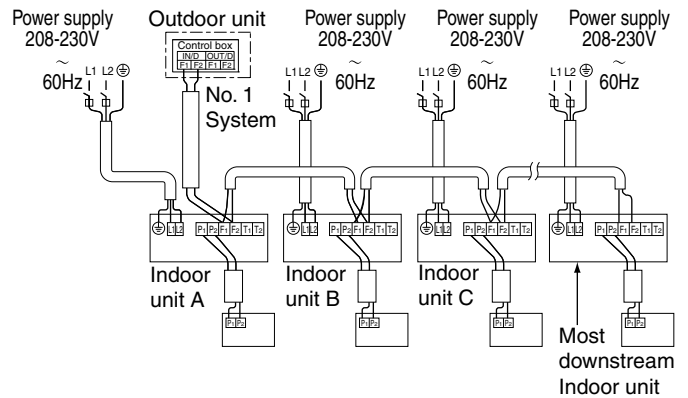 Power supply
208-230V
~
60Hz
L1 L2
Outdoor unit
Control box
IN/D OUT/D
F1 F2 F1 F2
No. 1
System
Power supply
208-230V
~
60Hz
L1 L2
Power supply
208-230V
~
60Hz
L1 L2
Power supply
208-230V
~
60Hz
L1 L2
L1 L2
P1 P2 F1 F2 T1 T2
L1 L2
P1 P2 F1 F2 T1 T2
L1 L2
P1 P2 F1 F2 T1 T2
L1 L2
P1 P2 F1 F2 T1 T2
Indoor
unit A
Indoor
unit B
Indoor
unit C
P1 P2
P1 P2
P1 P2
P1 P2
Most
downstream
Indoor unit